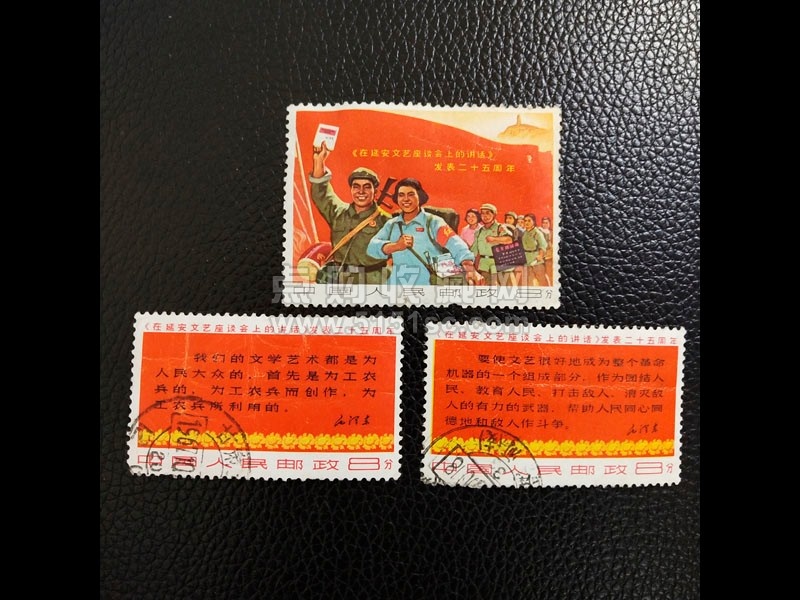 《在延安文艺座谈会上的讲话》
发表二十五周年
中国人民邮政8分
点购收藏网
《在延安文艺座谈会上的讲话》发表二十五周年
我们的文学艺术都是为
人民大众的，首先是为工农
兵的，为工农兵而创作，为
工农兵所利用的。
毛泽东
中国人民邮政8分
《在延安文艺座谈会上的讲话》发表二十五周年
要使文艺很好地成为整个革命
机器的一个组成部分，作为团结人
民、教育人民、打击敌人、消灭敌
人的有力的武器，帮助人民同心同
德地和敌人作斗争。
毛泽东
中国人民邮政8分